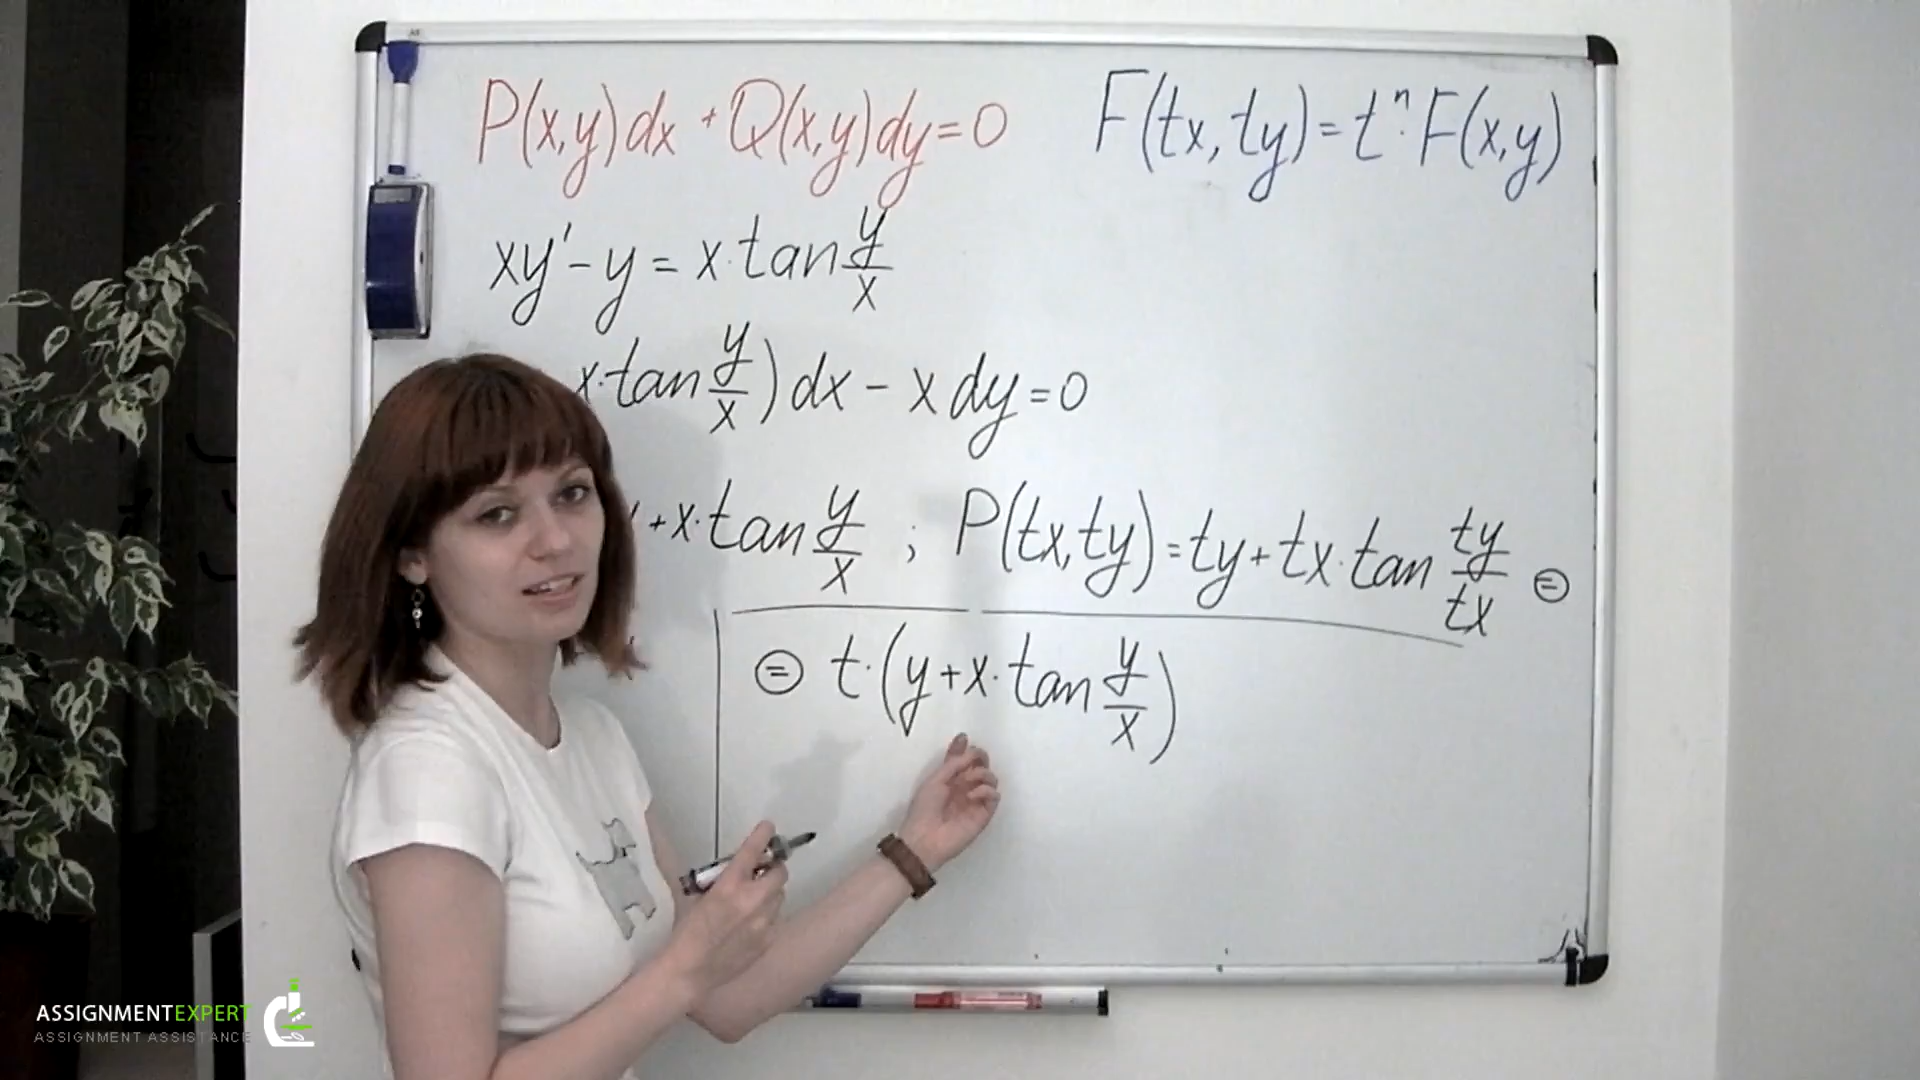 P(x,y)dx + Q(x,y)dy = 0
F(tx, ty) = tⁿ · F(x,y)
xy' - y = x · tan y/x
x · tan y/x) dx - x dy = 0
+ x · tan y/x ; P(tx, ty) = ty + tx · tan ty/tx ⊜
⊜ t · (y + x · tan y/x)
ASSIGNMENTEXPERT
ASSIGNMENT ASSISTANCE